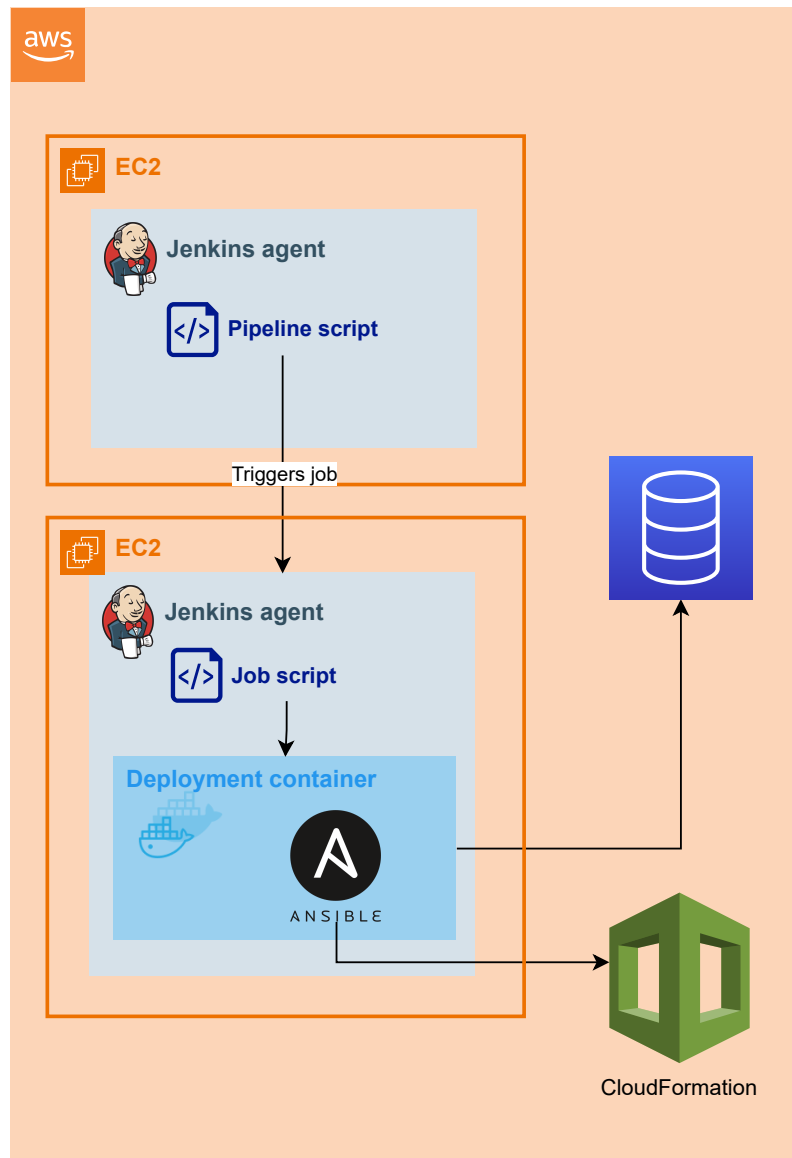 aws
EC2
Jenkins agent
Pipeline script
Triggers job
EC2
Jenkins agent
Job script
Deployment container
ANSIBLE
CloudFormation